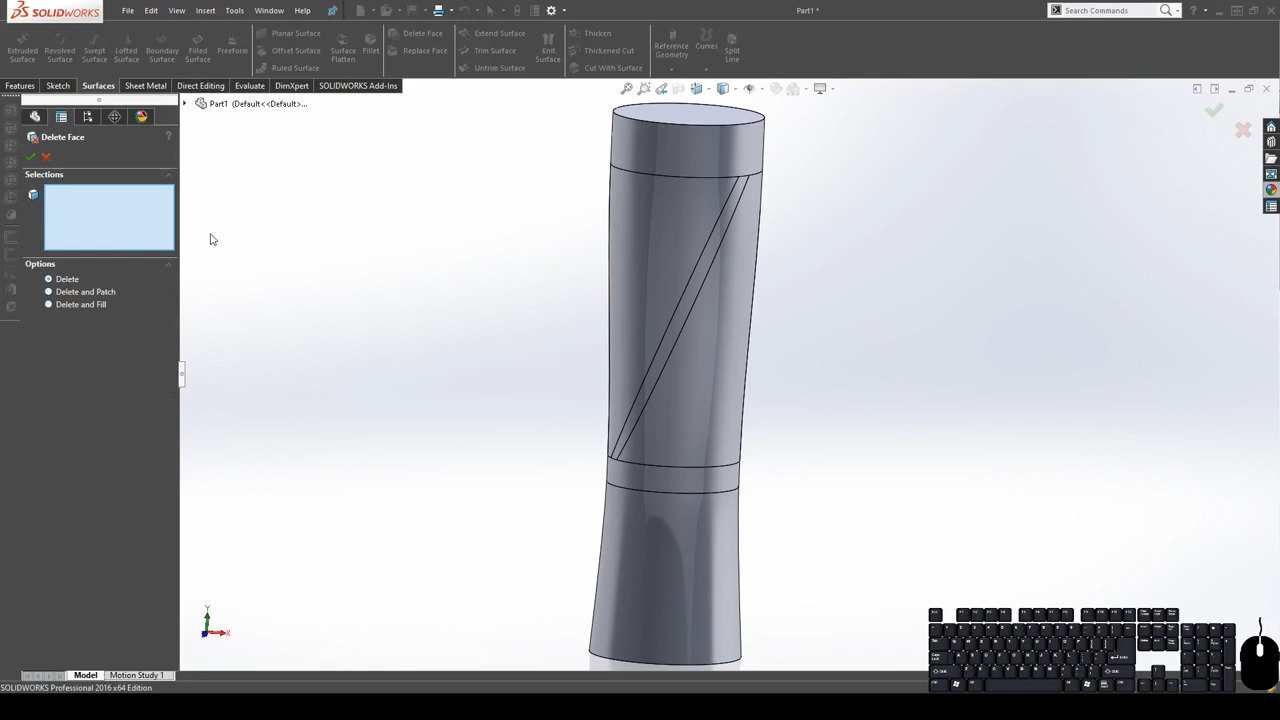 SOLIDWORKS File Edit View Insert Tools Window Help Part1 * Search Commands
Extruded Surface Revolved Surface Swept Surface Lofted Surface Boundary Surface Filled Surface Freeform Planar Surface Offset Surface Ruled Surface Surface Flatten Fillet Delete Face Replace Face Knit Surface Extend Surface Trim Surface Untrim Surface Thicken Thickened Cut Cut With Surface Reference Geometry Curves Split Line
Features Sketch Surfaces Sheet Metal Direct Editing Evaluate DimXpert SOLIDWORKS Add-Ins
Part1 (Default<<Default>...
Delete Face
Selections
Options
Delete
Delete and Patch
Delete and Fill
Y
X
Model Motion Study 1
SOLIDWORKS Professional 2016 x64 Edition